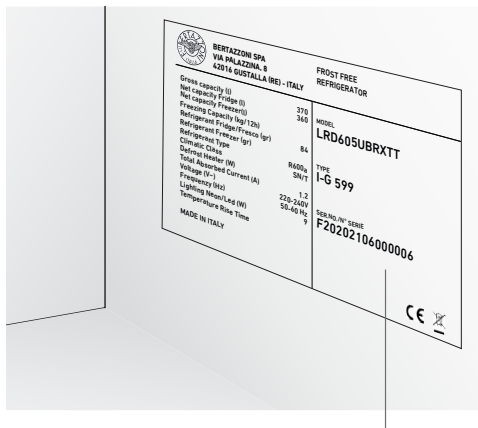 BERTAZZONI SPA
VIA PALAZZINA, 8
42016 GUSTALLA (RE) - ITALY
FROST FREE
REFRIGERATOR
Gross capacity (l) 370
Net capacity Fridge (l) 360
Net capacity Freezer(l)
Freezing Capacity (kg/12h)
Refrigerant Fridge/Fresco (gr) 84
Refrigerant Freezer (gr)
Refrigerant Type R600a
Climatic Class SN/T
Defrost Heater (W)
Total Absorbed Current (A) 1.2
Voltage (V~) 220-240V
Frequency (Hz) 50-60 Hz
Lighting Neon/Led (W) 9
Temperature Rise Time
MADE IN ITALY
MODEL
LRD605UBRXTT
TYPE
I-G 599
SER.No./N° SERIE
F20202106000006
CE